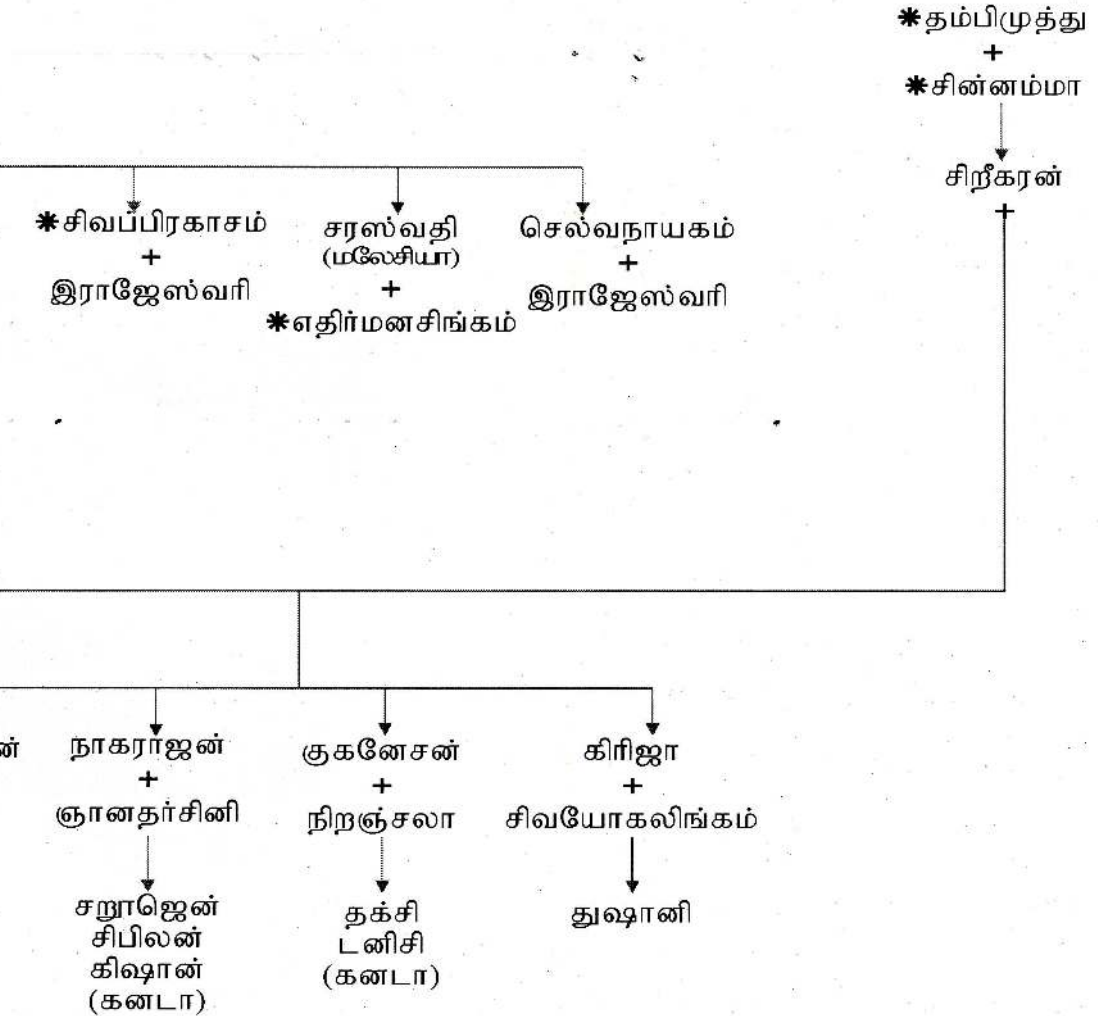 ✱தம்பிமுத்து
+
✱சின்னம்மா
சிறீகரன்
+
✱சிவப்பிரகாசம்
+
இராஜேஸ்வரி
சரஸ்வதி
(மலேசியா)
+
✱எதிர்மனசிங்கம்
செல்வநாயகம்
+
இராஜேஸ்வரி
ன்
நாகராஜன்
+
ஞானதர்சினி
சறூஜென்
சிபிலன்
கிஷான்
(கனடா)
குகனேசன்
+
நிறஞ்சலா
தக்சி
டனிசி
(கனடா)
கிரிஜா
+
சிவயோகலிங்கம்
துஷானி